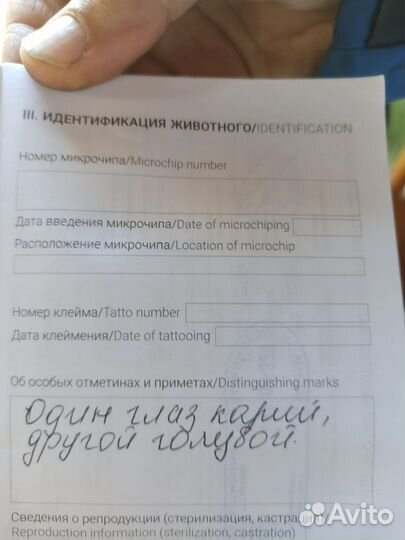 III. ИДЕНТИФИКАЦИЯ ЖИВОТНОГО/IDENTIFICATION
Номер микрочипа/Microchip number
Дата введения микрочипа/Date of microchiping
Расположение микрочипа/Location of microchip
Номер клейма/Tatto number
Дата клеймения/Date of tattooing
Об особых отметинах и приметах/Distinguishing marks
Один глаз карий,
другой голубой.
Сведения о репродукции (стерилизация, кастрация)/
Reproduction information (sterilization, castration)
Avito